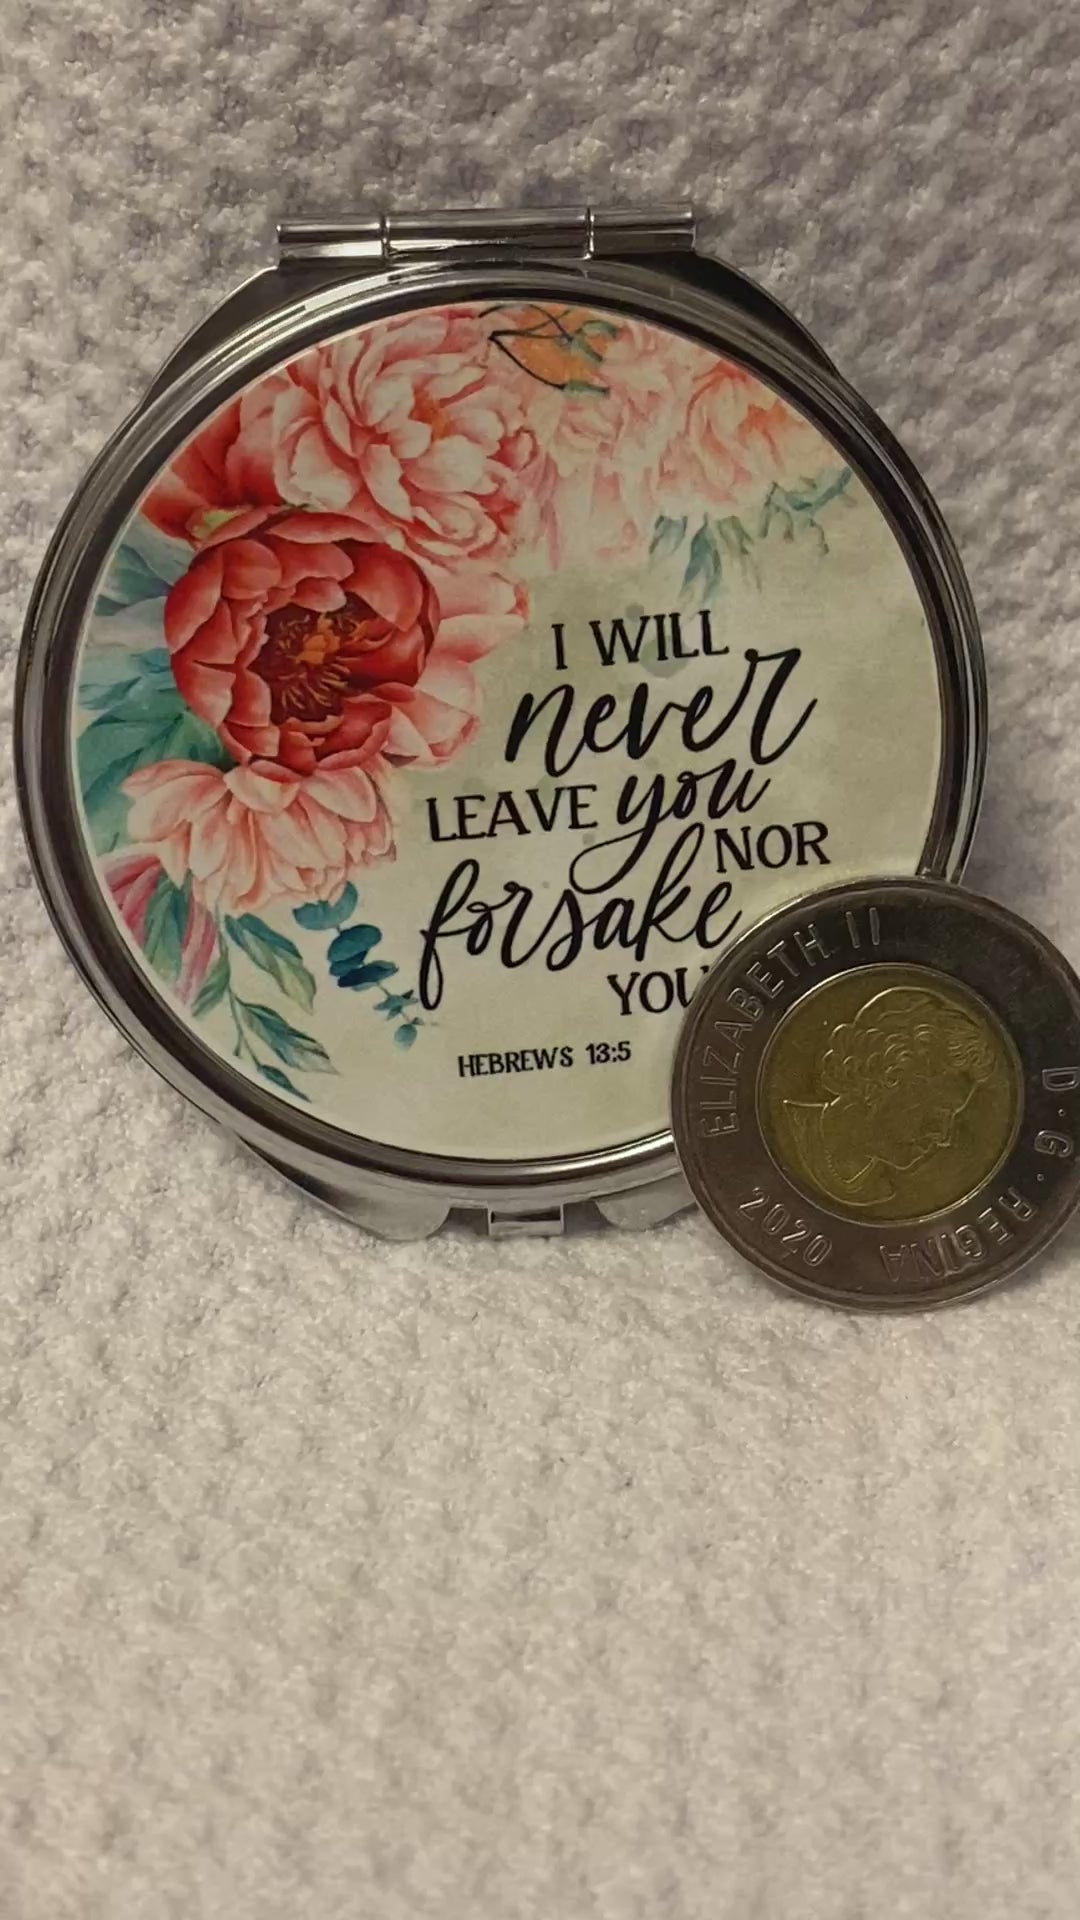 I WILL
never
LEAVE you
NOR
forsake
YOU
HEBREWS 13:5
ELIZABETH II
D·G·REGINA
2020